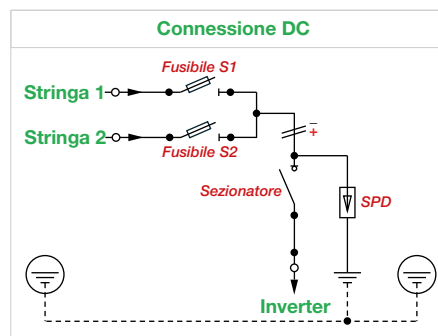 Connessione DC
Fusibile S1
Stringa 1
Stringa 2
Fusibile S2
Sezionatore
SPD
Inverter